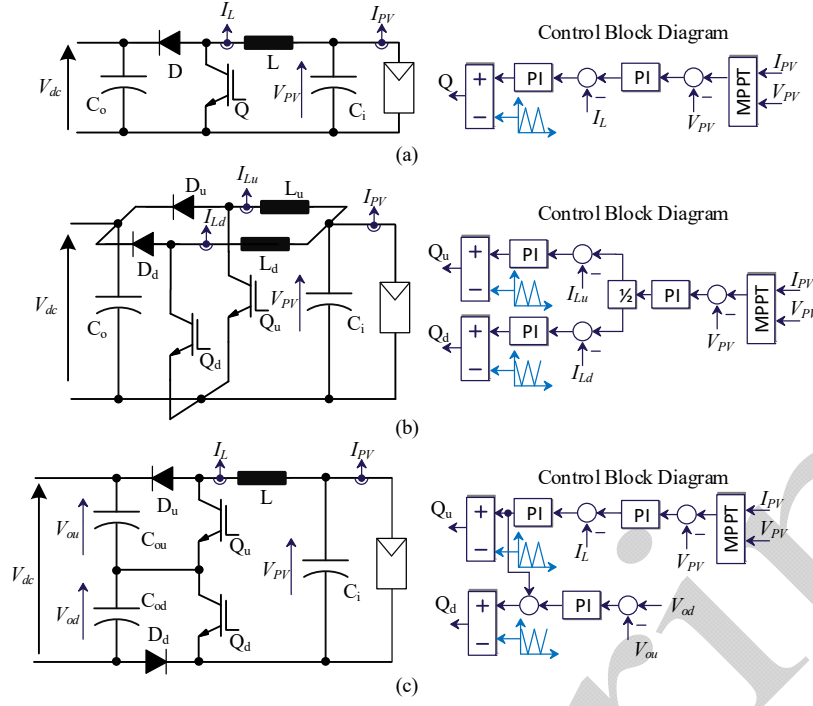 I_L
I_PV
Control Block Diagram
V_dc
C_o
D
Q
L
V_PV
C_i
Q
+
−
PI
−
I_L
PI
−
V_PV
MPPT
I_PV
V_PV
(a)
D_u
I_Lu
L_u
I_PV
I_Ld
D_d
L_d
Control Block Diagram
V_dc
C_o
Q_d
Q_u
V_PV
C_i
Q_u
+
−
PI
−
I_Lu
½
PI
−
V_PV
MPPT
I_PV
V_PV
Q_d
+
−
PI
−
I_Ld
(b)
I_L
I_PV
Control Block Diagram
D_u
L
V_dc
V_ou
C_ou
Q_u
V_PV
C_i
V_od
C_od
D_d
Q_d
Q_u
+
−
PI
−
I_L
PI
−
V_PV
MPPT
I_PV
V_PV
Q_d
+
−
PI
−
V_od
V_ou
(c)